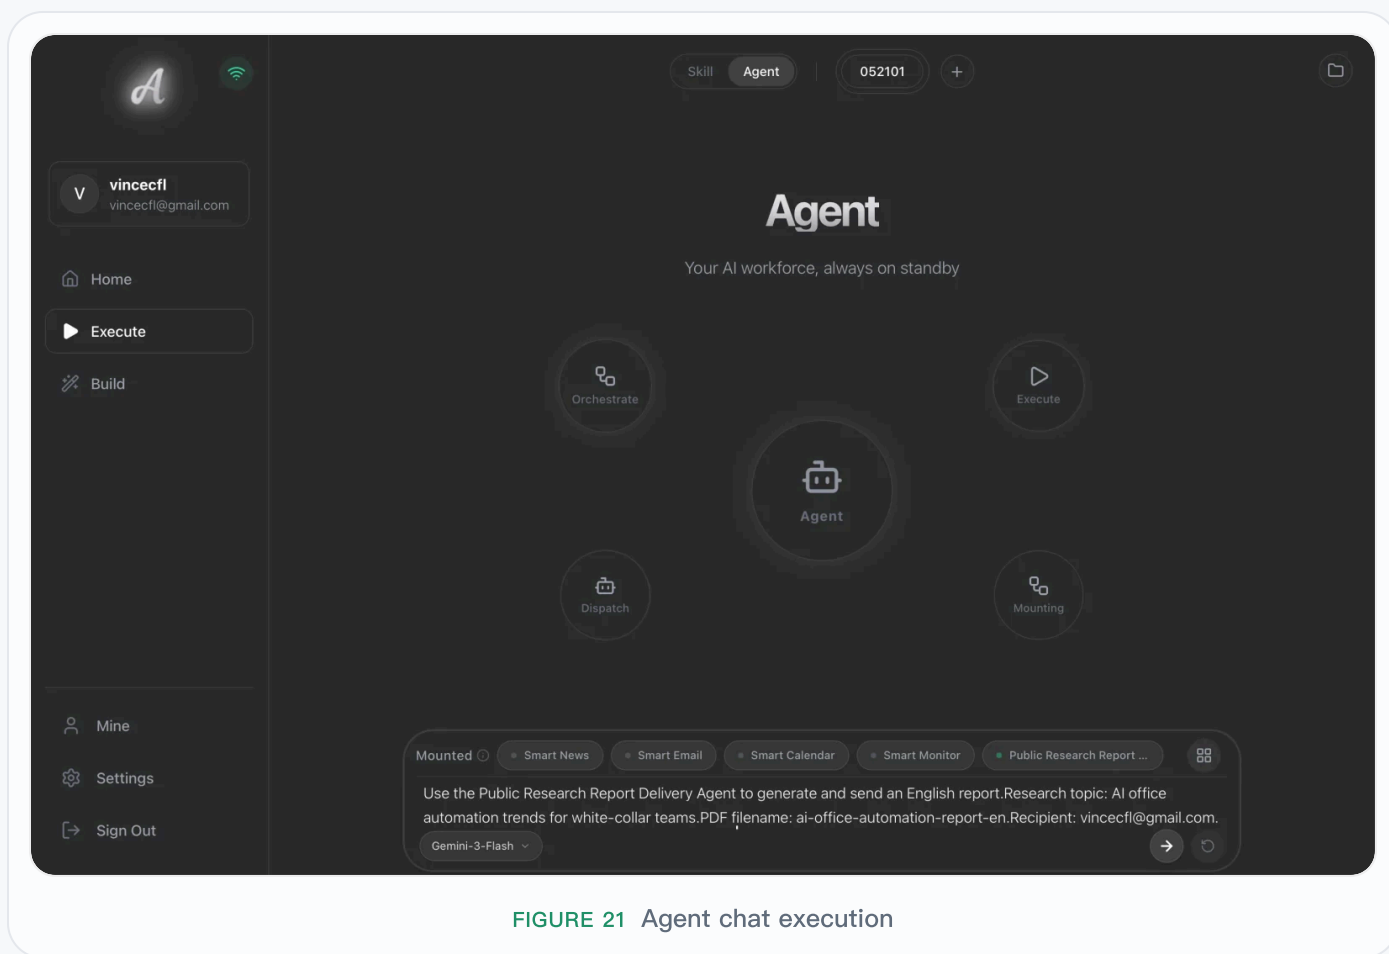 A
vincecfl
V
vincecfl@gmail.com
Home
Execute
Build
Mine
Settings
Sign Out
Skill
Agent
052101
Agent
Your AI workforce, always on standby
Orchestrate
Execute
Agent
Dispatch
Mounting
Mounted
Smart News
Smart Email
Smart Calendar
Smart Monitor
Public Research Report ...
Use the Public Research Report Delivery Agent to generate and send an English report.Research topic: AI office
automation trends for white-collar teams.PDF filename: ai-office-automation-report-en.Recipient: vincecfl@gmail.com.
Gemini-3-Flash
FIGURE 21 Agent chat execution